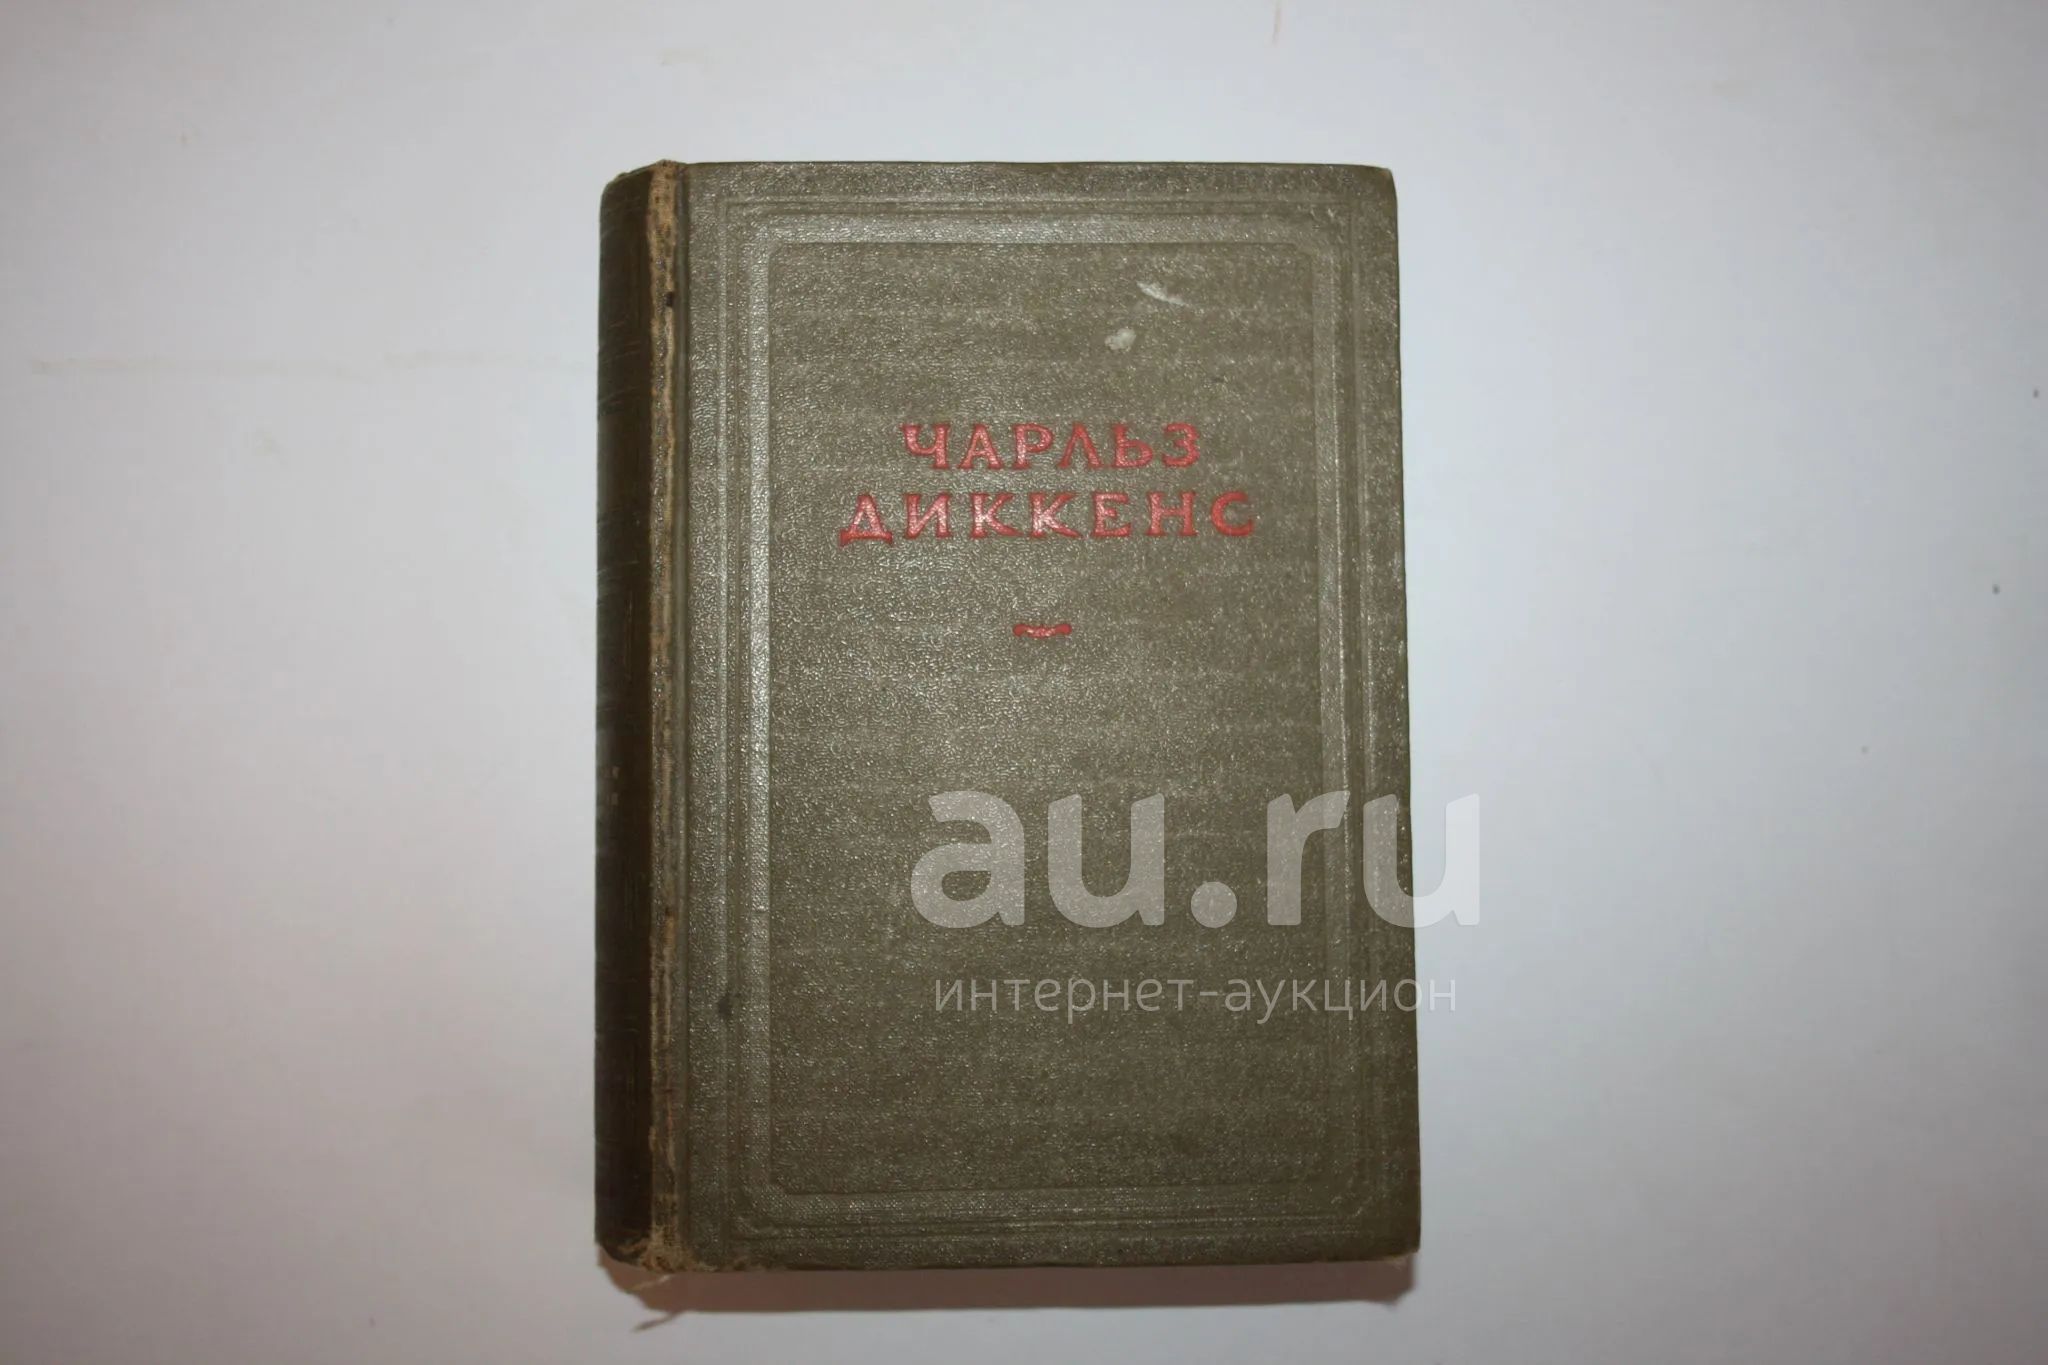 ЧАРЛЬЗ
ДИККЕНС
au.ru
интернет-аукцион